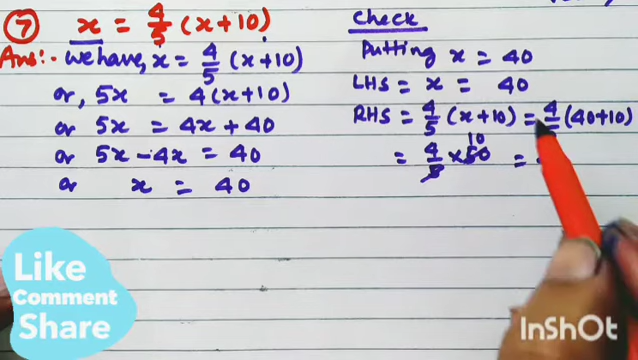 ⑦ x = 4/5 (x+10)
Ans:- we have, x = 4/5 (x+10)
or, 5x = 4(x+10)
or 5x = 4x + 40
or 5x - 4x = 40
or x = 40
Check
Putting x = 40
LHS = x = 40
RHS = 4/5 (x+10) = 4/5 (40+10)
= 4/5 × 50 10 =
Like
Comment
Share
InShOt